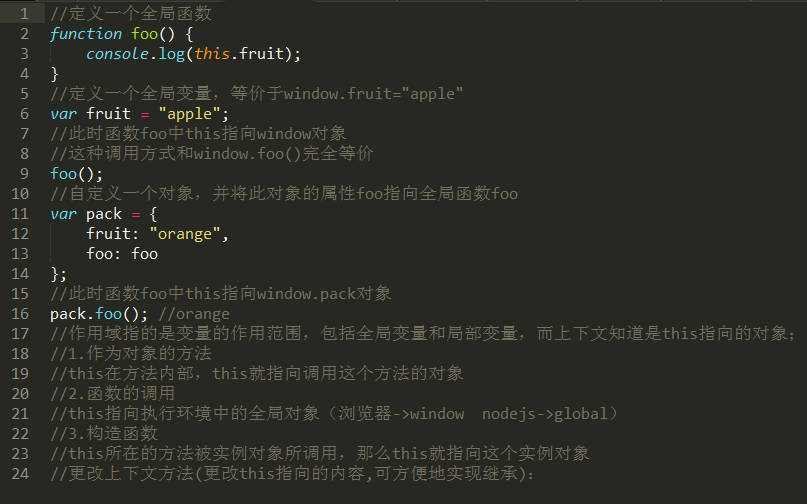 1 //定义一个全局函数
2 function foo() {
3     console.log(this.fruit);
4 }
5 //定义一个全局变量，等价于window.fruit="apple"
6 var fruit = "apple";
7 //此时函数foo中this指向window对象
8 //这种调用方式和window.foo()完全等价
9 foo();
10 //自定义一个对象，并将此对象的属性foo指向全局函数foo
11 var pack = {
12     fruit: "orange",
13     foo: foo
14 };
15 //此时函数foo中this指向window.pack对象
16 pack.foo(); //orange
17 //作用域指的是变量的作用范围，包括全局变量和局部变量，而上下文知道是this指向的对象；
18 //1.作为对象的方法
19 //this在方法内部，this就指向调用这个方法的对象
20 //2.函数的调用
21 //this指向执行环境中的全局对象（浏览器->window  nodejs->global）
22 //3.构造函数
23 //this所在的方法被实例对象所调用，那么this就指向这个实例对象
24 //更改上下文方法(更改this指向的内容,可方便地实现继承)：